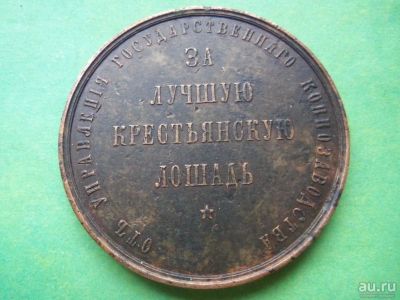 ОТЪ УПРАВЛЕНІЯ ГОСУДАРСТВЕННАГО КОННОЗАВОДСТВА
ЗА
ЛУЧШУЮ
КРЕСТЬЯНСКУЮ
ЛОШАДЬ
au.ru